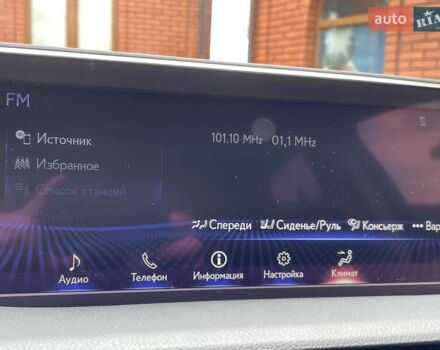 auto RIA
FM
Источник
101.10 MHz 01,1 MHz
Избранное
Список станций
Спереди Сиденье/Руль Консьерж Вар
Аудио Телефон Информация Настройка Климат